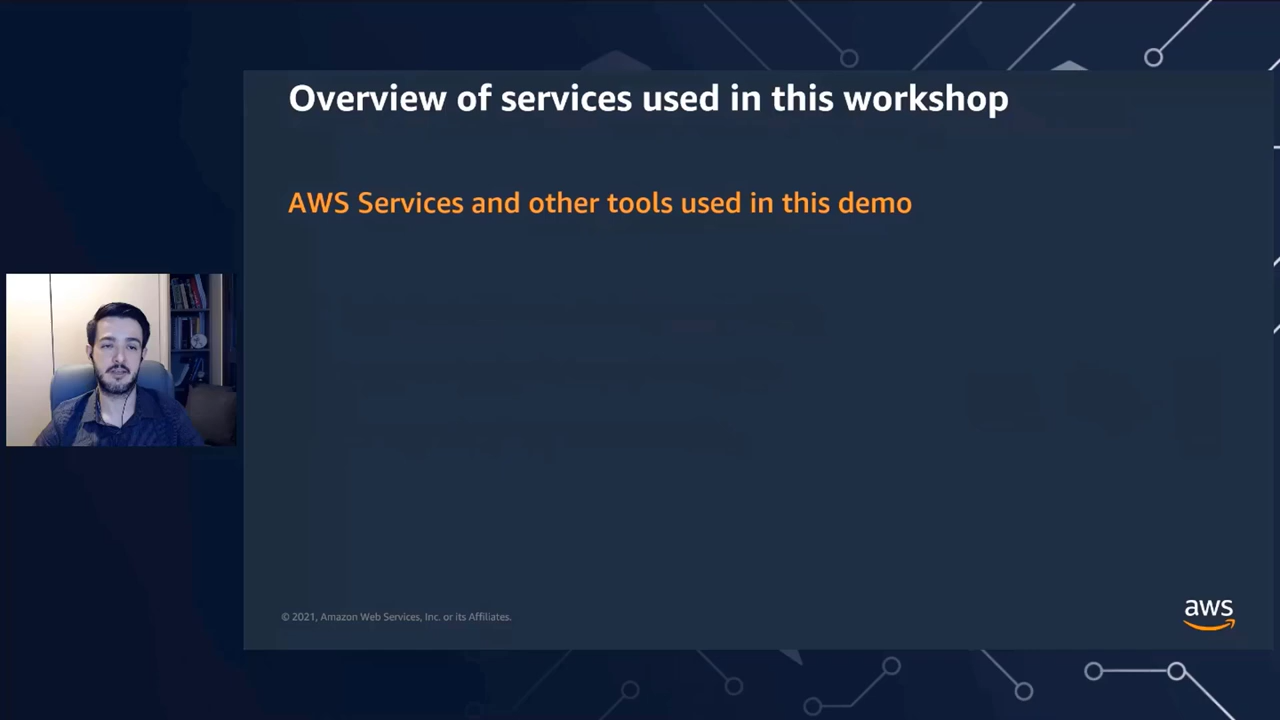 Overview of services used in this workshop
AWS Services and other tools used in this demo
© 2021, Amazon Web Services, Inc. or its Affiliates.
aws